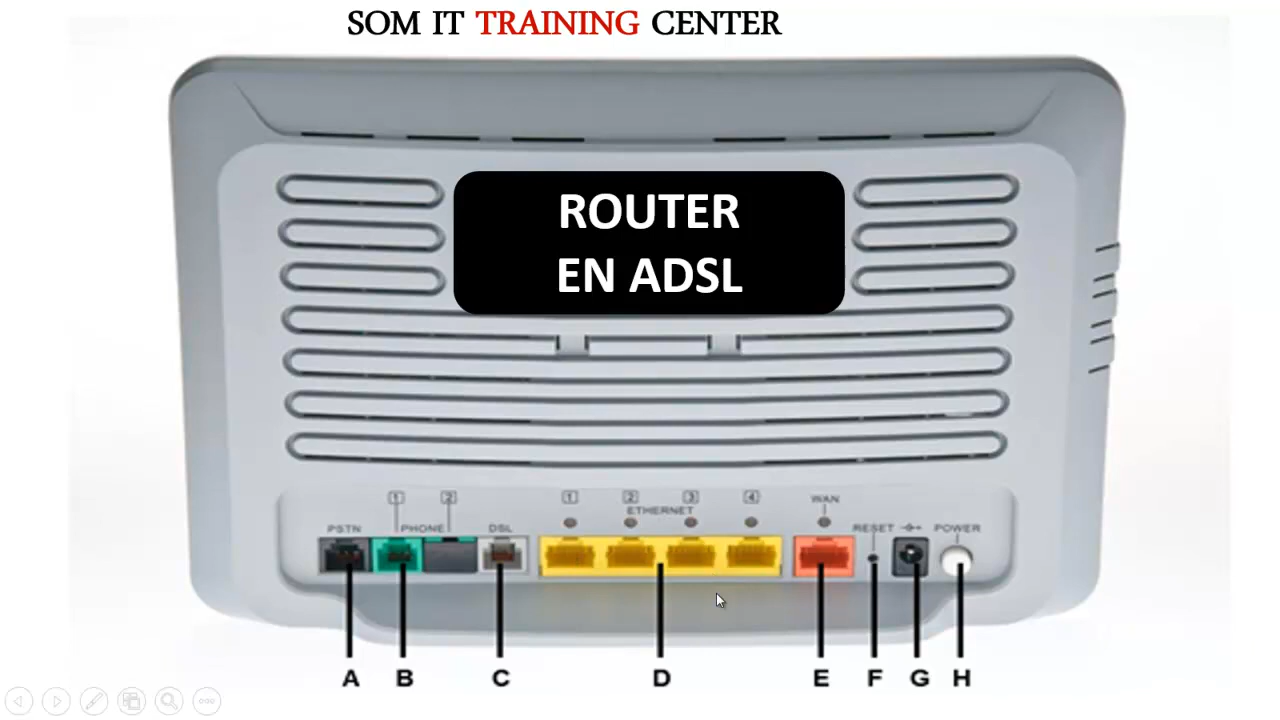 SOM IT TRAINING CENTER
ROUTER
EN ADSL
1 2 1 2 3 4 WAN
ETHERNET
PSTN PHONE DSL RESET POWER
A B C D E F G H